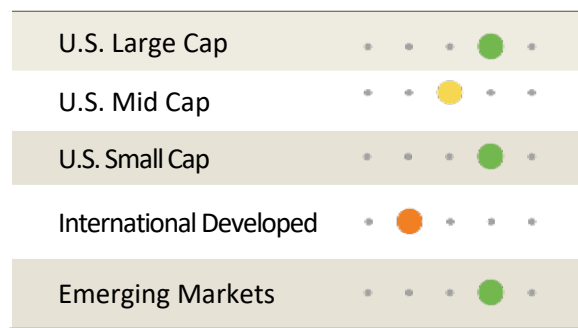 U.S. Large Cap
U.S. Mid Cap
U.S. Small Cap
International Developed
Emerging Markets